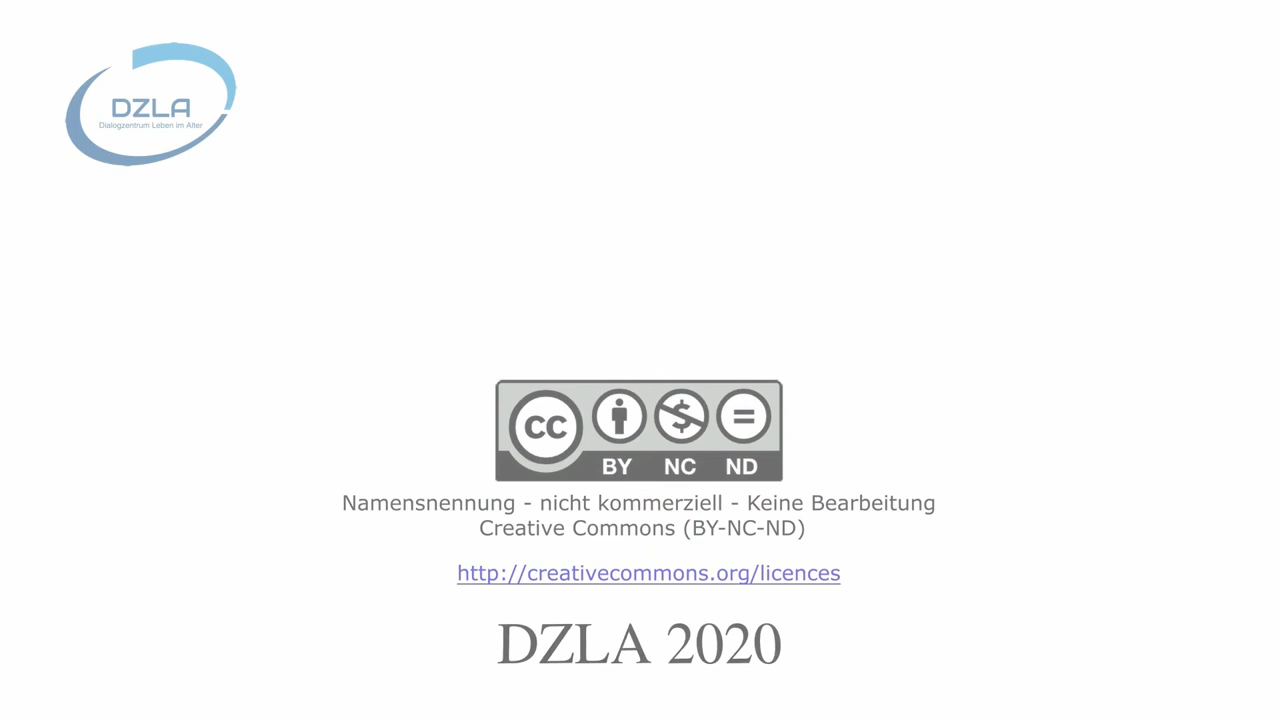 DZLA
Dialogzentrum Leben im Alter
CC
BY NC ND
Namensnennung - nicht kommerziell - Keine Bearbeitung
Creative Commons (BY-NC-ND)
http://creativecommons.org/licences
DZLA 2020